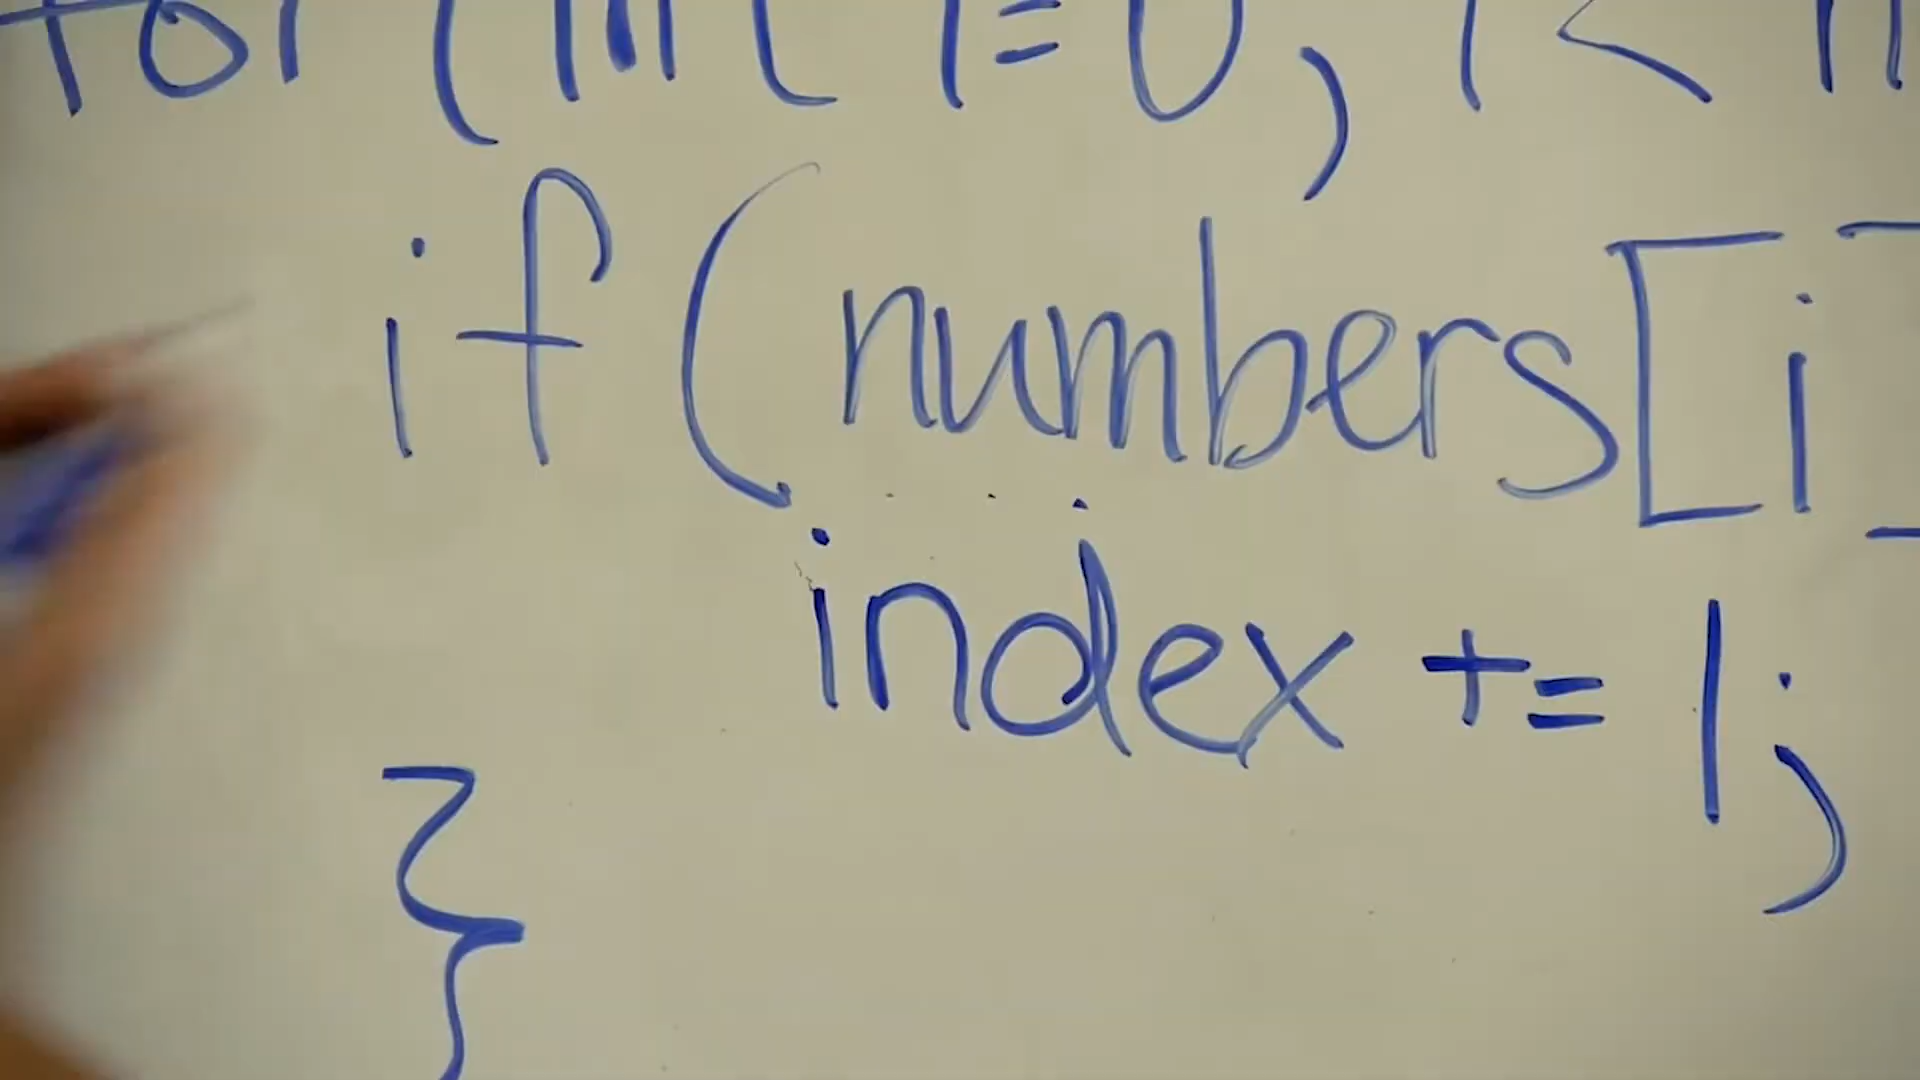 for (int i=0, i< n
if (numbers[i]
index += 1;
}